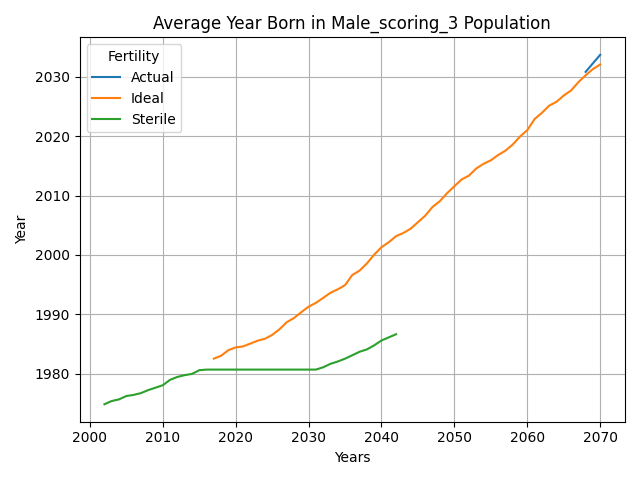 Average Year Born in Male_scoring_3 Population
Fertility
Actual
Ideal
Sterile
Year
2030
2020
2010
2000
1990
1980
2000 2010 2020 2030 2040 2050 2060 2070
Years